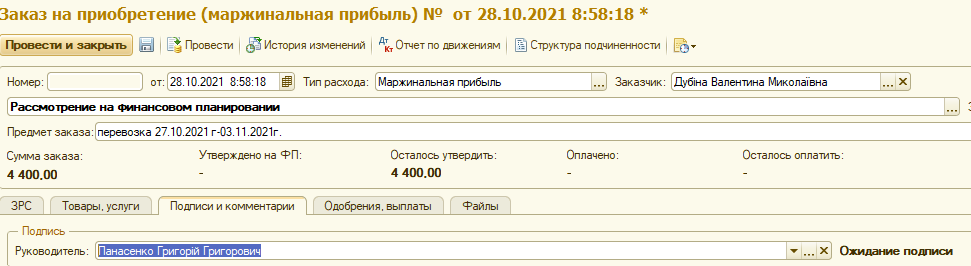 Заказ на приобретение (маржинальная прибыль) № от 28.10.2021 8:58:18 *
Провести и закрыть Провести История изменений Дт Кт Отчет по движениям Структура подчиненности
Номер: от: 28.10.2021 8:58:18 Тип расхода: Маржинальная прибыль ... Заказчик: Дубіна Валентина Миколаївна ... ×
Рассмотрение на финансовом планировании ...
Предмет заказа: перевозка 27.10.2021 г-03.11.2021г.
Сумма заказа: Утверждено на ФП: Осталось утвердить: Оплачено: Осталось оплатить:
4 400,00 - 4 400,00 - -
ЗРС Товары, услуги Подписи и комментарии Одобрения, выплаты Файлы
Подпись
Руководитель: Панасенко Григорій Григорович ... × Ожидание подписи